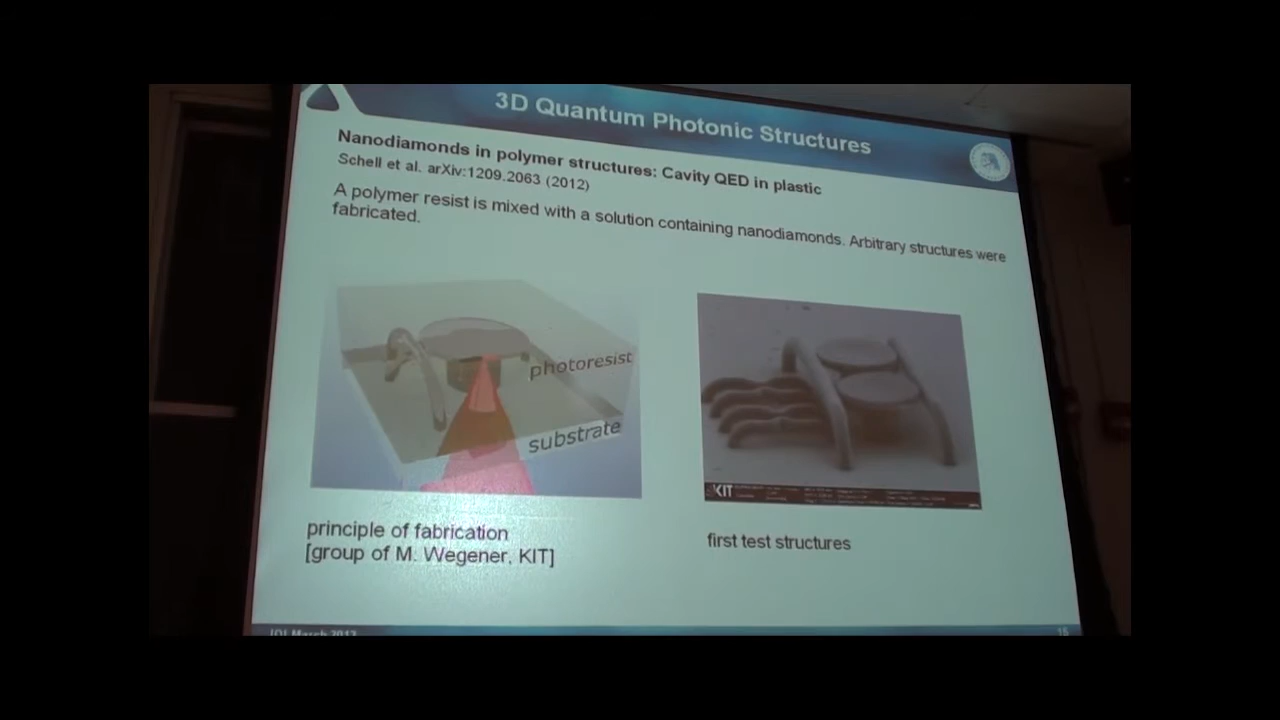 3D Quantum Photonic Structures
Nanodiamonds in polymer structures: Cavity QED in plastic
Schell et al. arXiv:1209.2063 (2012)
A polymer resist is mixed with a solution containing nanodiamonds. Arbitrary structures were
fabricated.
photoresist
substrate
KIT
principle of fabrication
[group of M. Wegener, KIT]
first test structures
March 2013